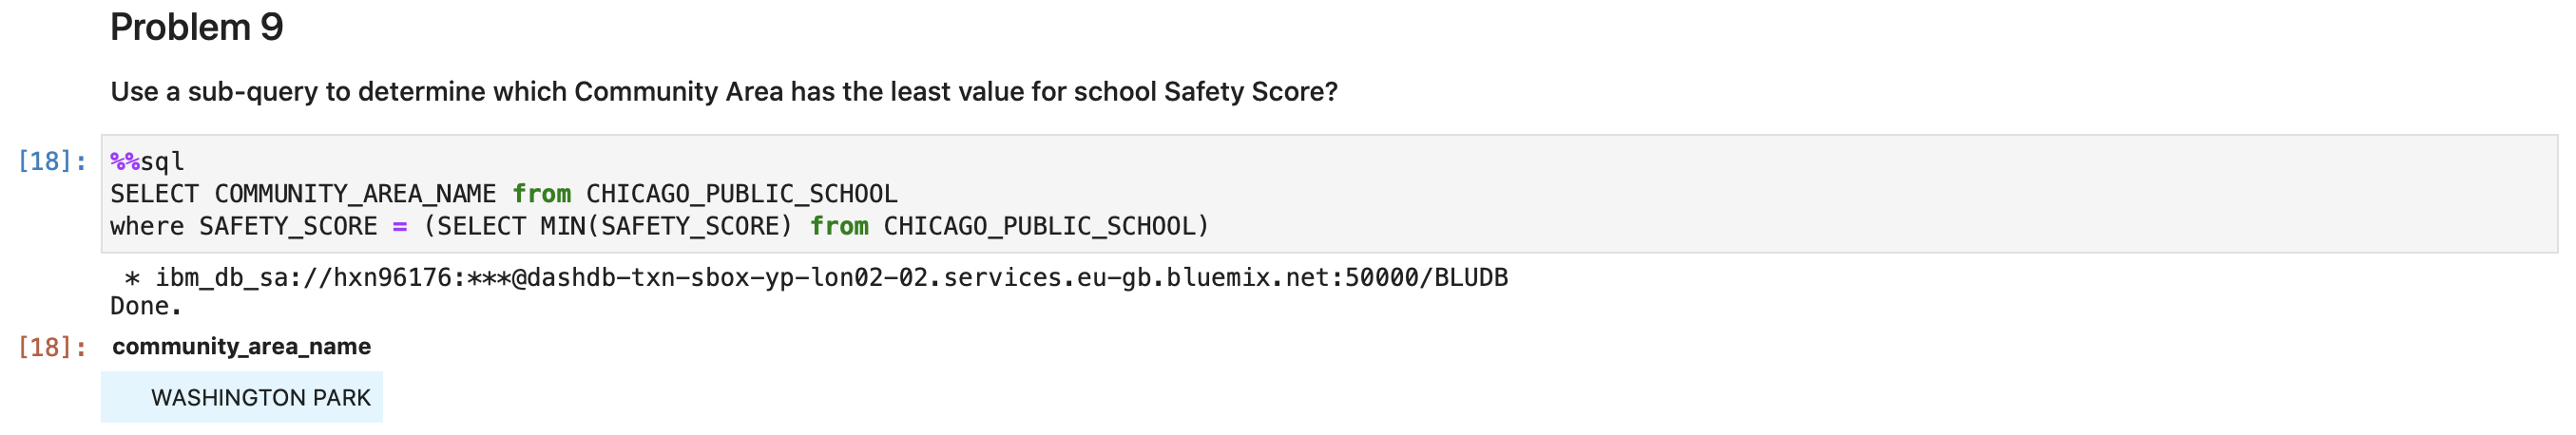 Problem 9
Use a sub-query to determine which Community Area has the least value for school Safety Score?
[18]: %%sql
SELECT COMMUNITY_AREA_NAME from CHICAGO_PUBLIC_SCHOOL
where SAFETY_SCORE = (SELECT MIN(SAFETY_SCORE) from CHICAGO_PUBLIC_SCHOOL)
* ibm_db_sa://hxn96176:***@dashdb-txn-sbox-yp-lon02-02.services.eu-gb.bluemix.net:50000/BLUDB
Done.
[18]: community_area_name
WASHINGTON PARK